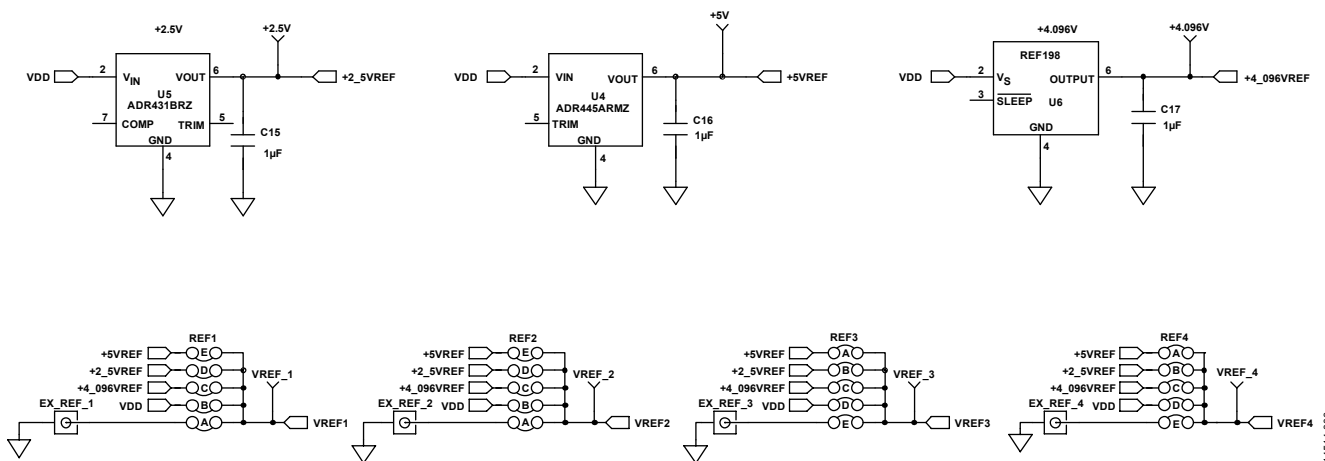 +2.5V
+2.5V
VDD
2
VIN
VOUT
6
+2_5VREF
U5
ADR431BRZ
7
COMP
TRIM
5
C15
1µF
GND
4
+5V
VDD
2
VIN
VOUT
6
+5VREF
U4
ADR445ARMZ
5
TRIM
C16
1µF
GND
4
+4.096V
+4.096V
REF198
VDD
2
VS
OUTPUT
6
+4_096VREF
3
SLEEP
U6
C17
1µF
GND
4
REF1
+5VREF
E
+2_5VREF
D
VREF_1
+4_096VREF
C
EX_REF_1
VDD
B
A
VREF1
REF2
+5VREF
E
+2_5VREF
D
VREF_2
+4_096VREF
C
EX_REF_2
VDD
B
A
VREF2
REF3
+5VREF
A
+2_5VREF
B
VREF_3
+4_096VREF
C
EX_REF_3
VDD
D
E
VREF3
REF4
+5VREF
A
+2_5VREF
B
VREF_4
+4_096VREF
C
EX_REF_4
VDD
D
E
VREF4